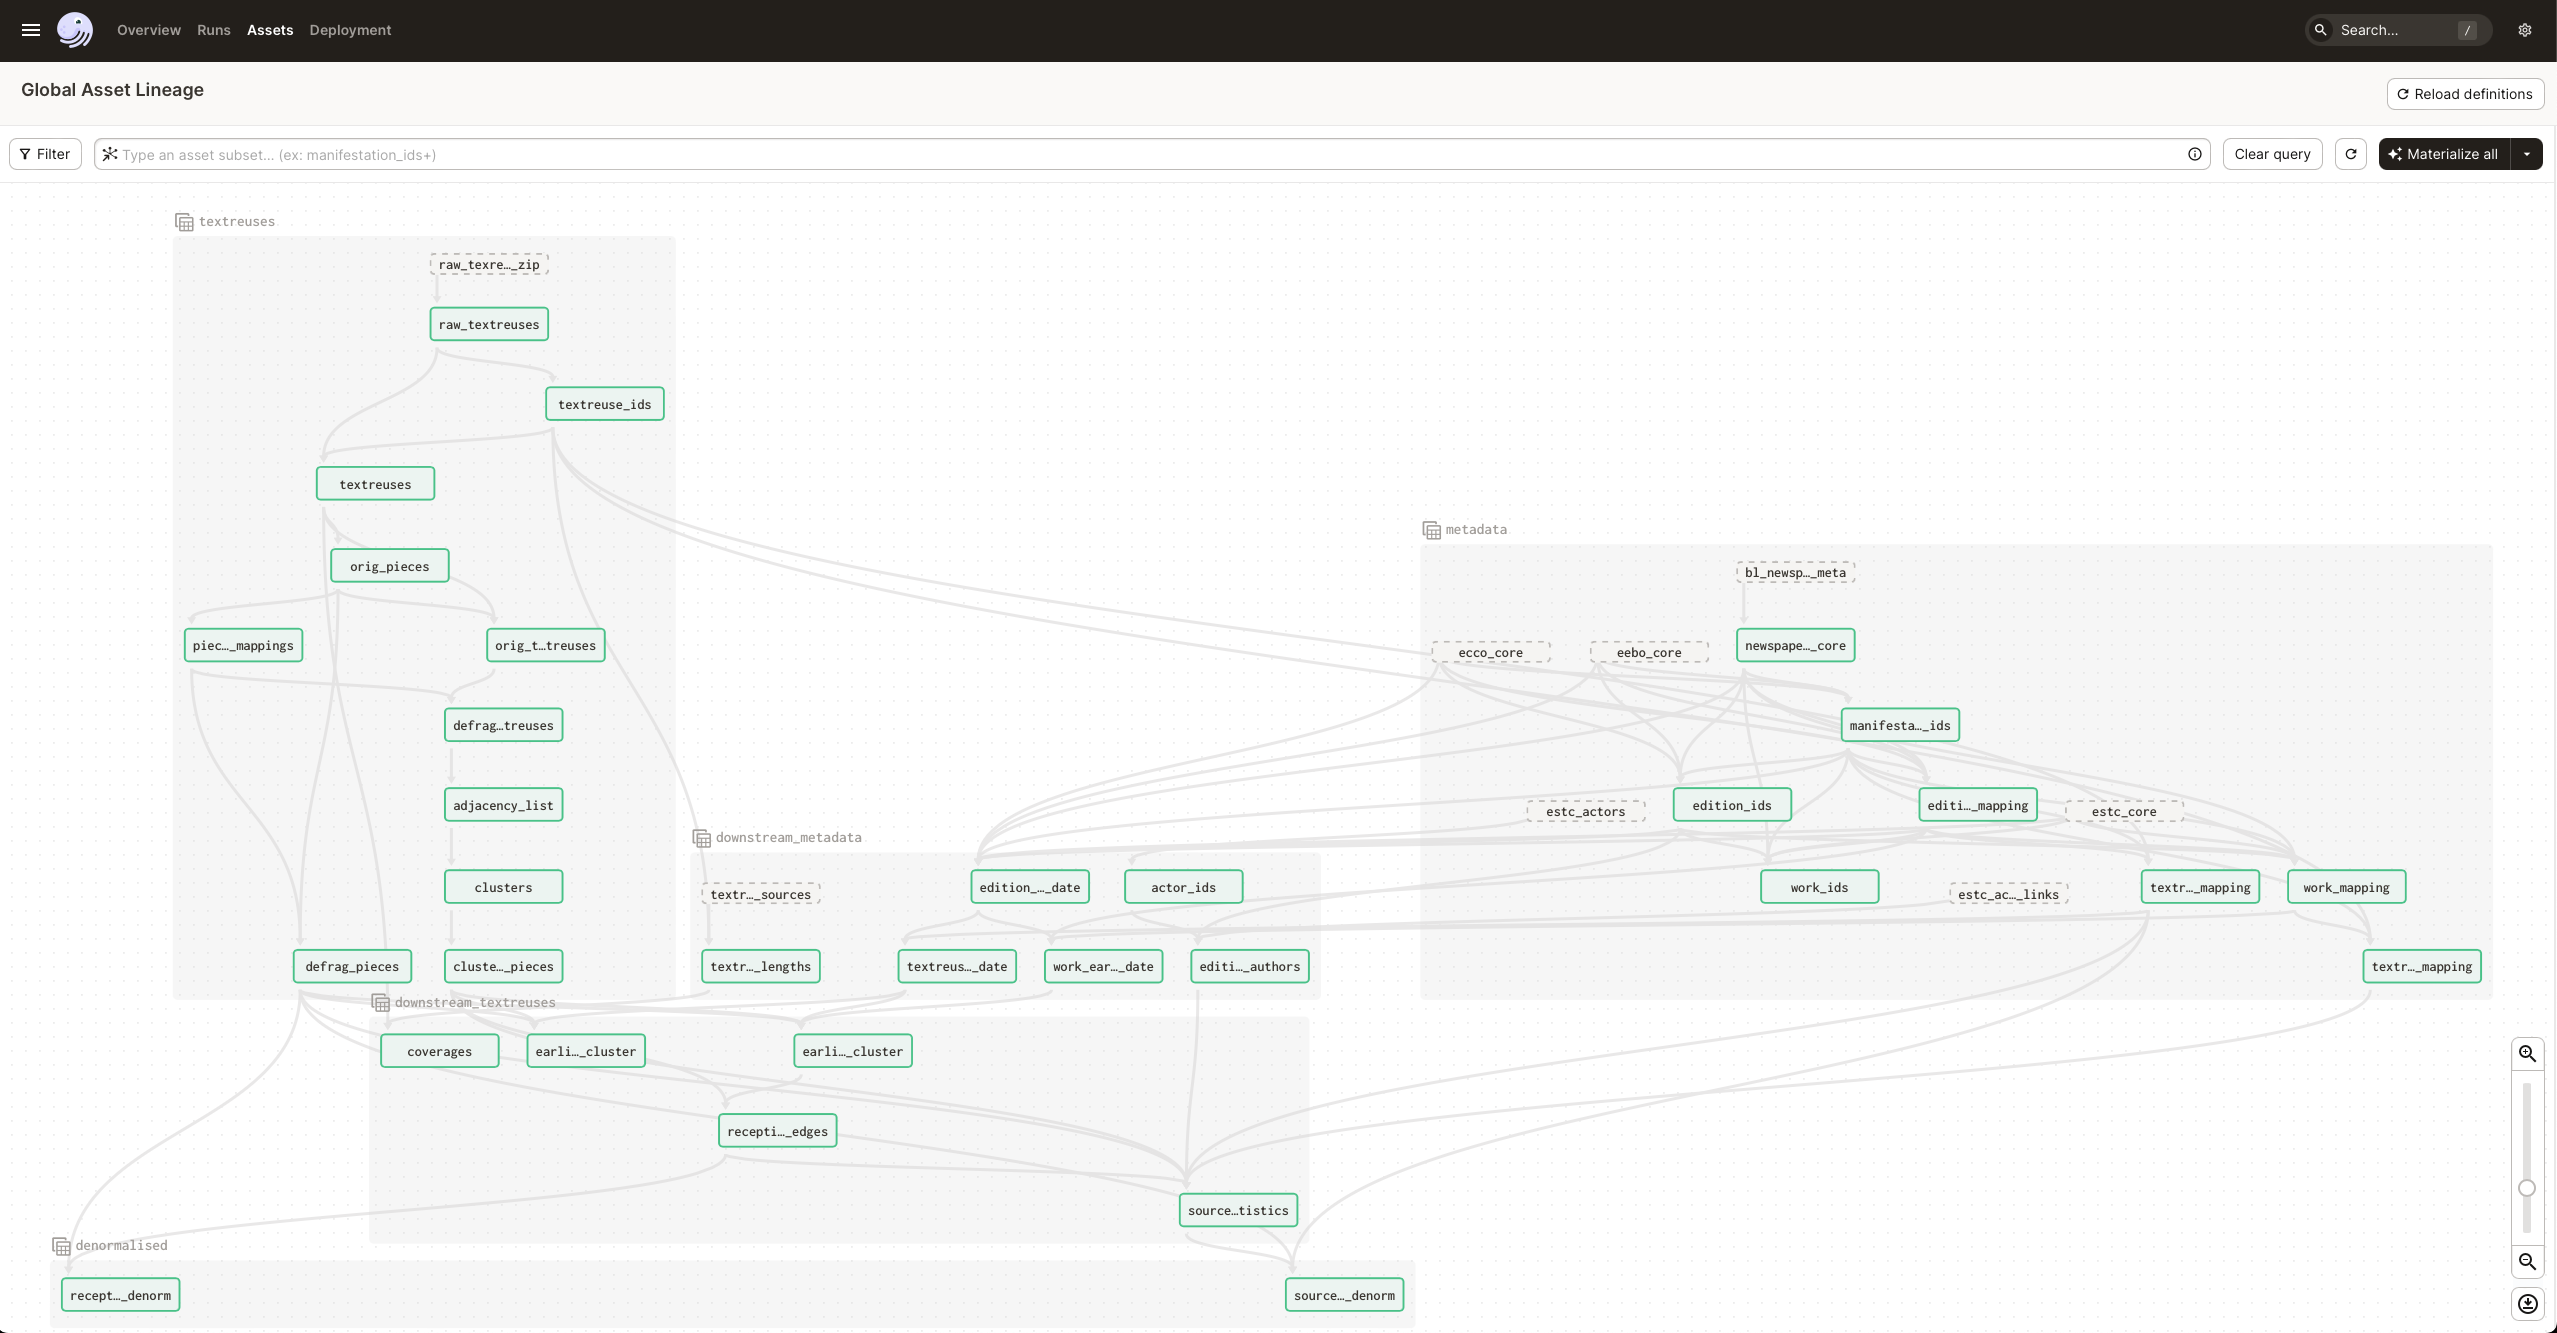 Overview Runs Assets Deployment
Search... /
Global Asset Lineage
Reload definitions
Filter
Type an asset subset... (ex: manifestation_ids+)
Clear query
Materialize all
textreuses
raw_texre…_zip
raw_textreuses
textreuse_ids
textreuses
orig_pieces
piec…_mappings
orig_t…treuses
defrag…treuses
adjacency_list
clusters
defrag_pieces
cluste…_pieces
metadata
bl_newsp…_meta
ecco_core
eebo_core
newspape…_core
manifesta…_ids
estc_actors
edition_ids
editi…_mapping
estc_core
work_ids
estc_ac…_links
textr…_mapping
work_mapping
textr…_mapping
downstream_metadata
textr…_sources
edition_…_date
actor_ids
textr…_lengths
textreus…_date
work_ear…_date
editi…_authors
downstream_textreuses
coverages
earli…_cluster
earli…_cluster
recepti…_edges
source…tistics
denormalised
recept…_denorm
source…_denorm